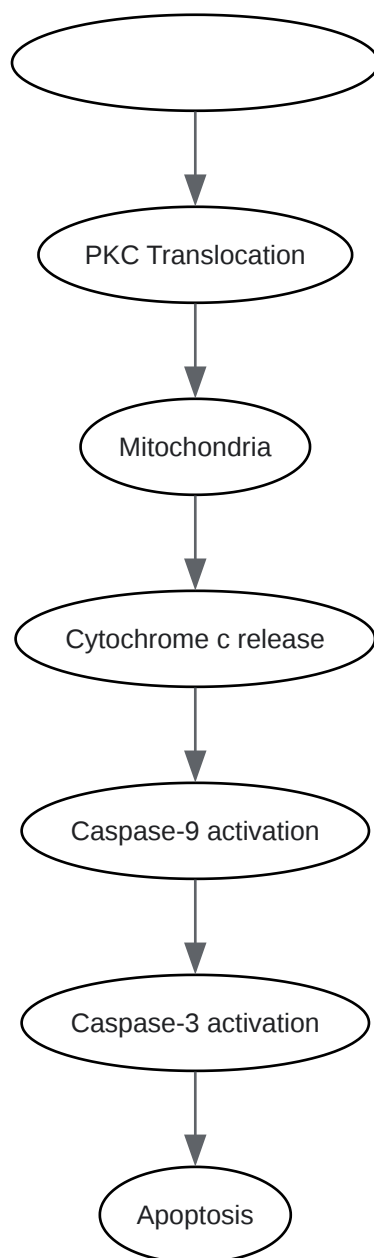 PKC Translocation
Mitochondria
Cytochrome c release
Caspase-9 activation
Caspase-3 activation
Apoptosis